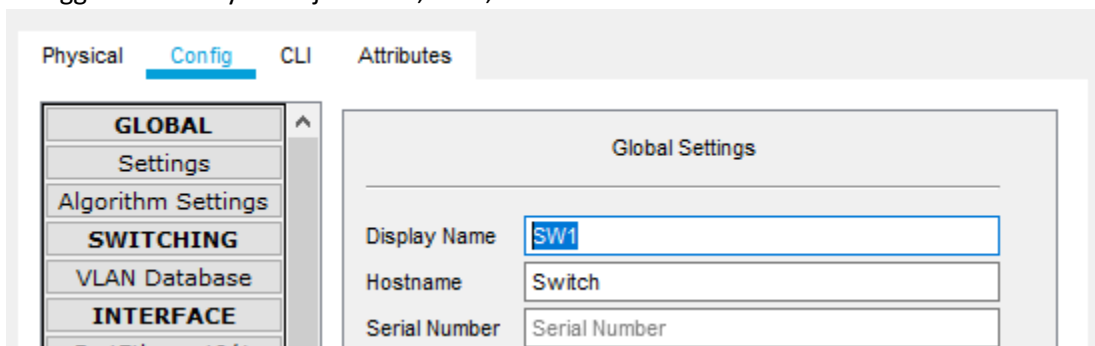 Physical Config CLI Attributes
GLOBAL
Settings
Algorithm Settings
SWITCHING
VLAN Database
INTERFACE
Global Settings
Display Name SW1
Hostname Switch
Serial Number Serial Number